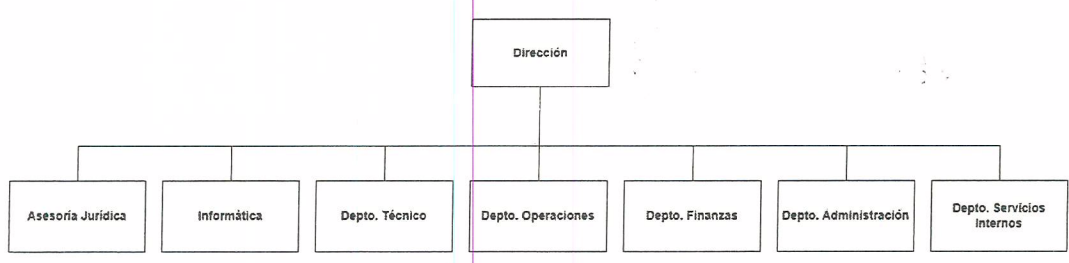 Dirección
Asesoría Jurídica
Informática
Depto. Técnico
Depto. Operaciones
Depto. Finanzas
Depto. Administración
Depto. Servicios
Internos